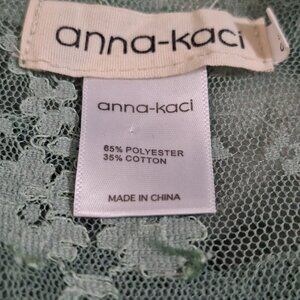 anna-kaci
anna-kaci
65% POLYESTER
35% COTTON
MADE IN CHINA